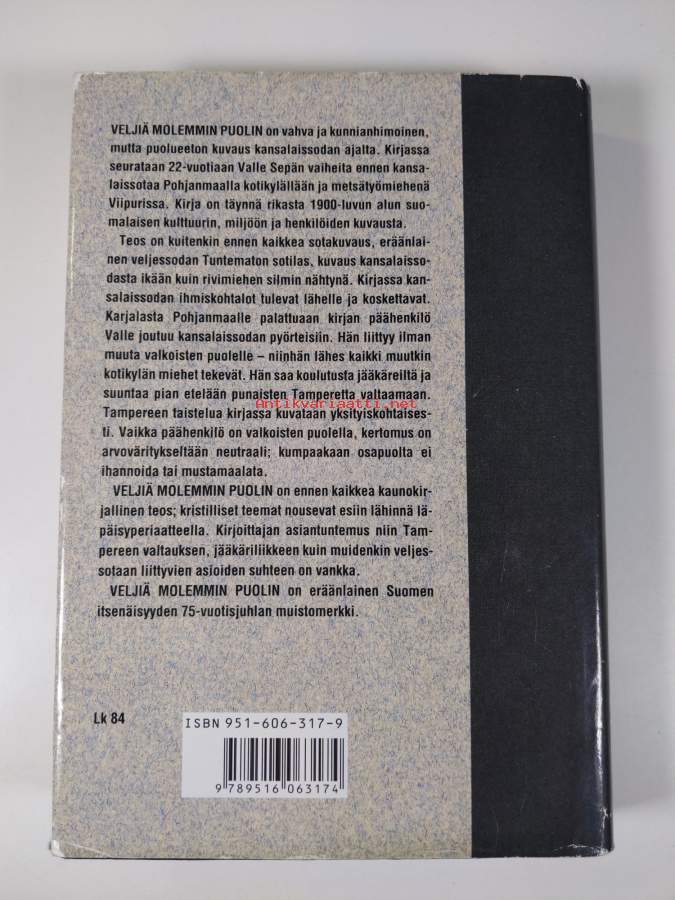 VELJIÄ MOLEMMIN PUOLIN on vahva ja kunnianhimoinen,
mutta puolueeton kuvaus kansalaissodan ajalta. Kirjassa
seurataan 22-vuotiaan Valle Sepän vaiheita ennen kansa-
laissotaa Pohjanmaalla kotikylällään ja metsätyömiehenä
Viipurissa. Kirja on täynnä rikasta 1900-luvun alun suo-
malaisen kulttuurin, miljöön ja henkilöiden kuvausta.
Teos on kuitenkin ennen kaikkea sotakuvaus, eräänlai-
nen veljessodan Tuntematon sotilas, kuvaus kansalaisso-
dasta ikään kuin rivimiehen silmin nähtynä. Kirjassa kan-
salaissodan ihmiskohtalot tulevat lähelle ja koskettavat.
Karjalasta Pohjanmaalle palattuaan kirjan päähenkilö
Valle joutuu kansalaissodan pyörteisiin. Hän liittyy ilman
muuta valkoisten puolelle – niinhän lähes kaikki muutkin
kotikylän miehet tekevät. Hän saa koulutusta jääkäreiltä ja
suuntaa pian etelään punaisten Tamperetta valtaamaan.
Antikvariaatti.net
Tampereen taistelua kirjassa kuvataan yksityiskohtaises-
ti. Vaikka päähenkilö on valkoisten puolella, kertomus on
arvoväritykseltään neutraali; kumpaakaan osapuolta ei
ihannoida tai mustamaalata.
VELJIÄ MOLEMMIN PUOLIN on ennen kaikkea kaunokir-
jallinen teos; kristilliset teemat nousevat esiin lähinnä lä-
päisyperiaatteella. Kirjoittajan asiantuntemus niin Tam-
pereen valtauksen, jääkäriliikkeen kuin muidenkin veljes-
sotaan liittyvien asioiden suhteen on vankka.
VELJIÄ MOLEMMIN PUOLIN on eräänlainen Suomen
itsenäisyyden 75-vuotisjuhlan muistomerkki.
Lk 84
ISBN 951-606-317-9
9 789516 063174